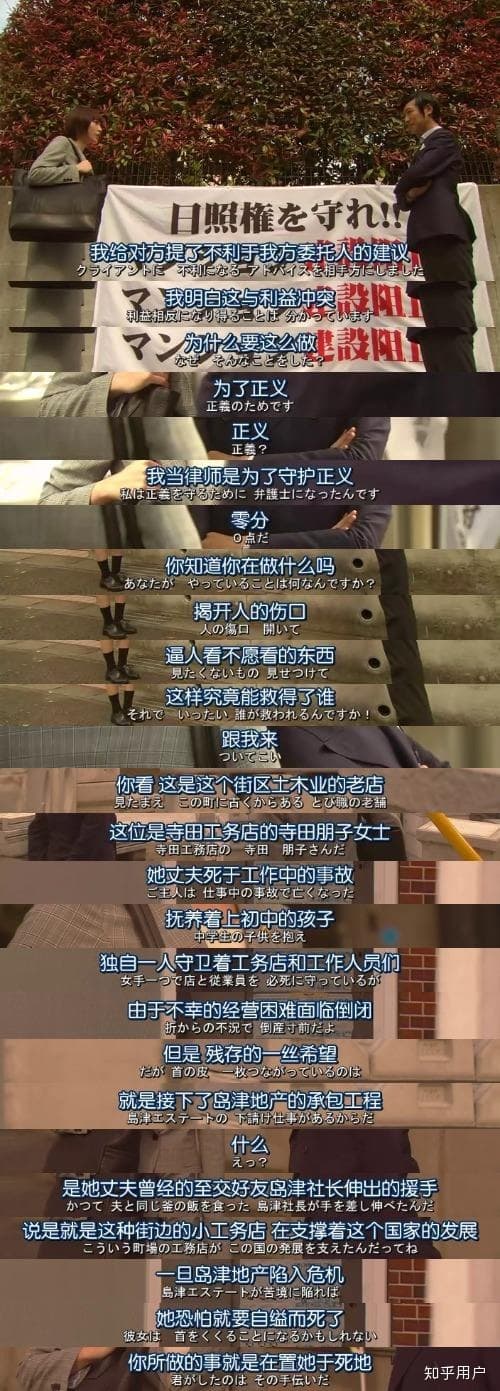 日照権を守れ!!
我给对方提了不利于我方委托人的建议
クライアントに 不利になる アドバイスを相手方にしました
マン 建設阻止
我明白这与利益冲突
利益相反になり得ることは 分かっています
マンシ 建設阻止
为什么要这么做
なぜ そんなことをした?
为了正义
正義のためです
正义
正義?
我当律师是为了守护正义
私は正義を守るために 弁護士になったんです
零分
0点だ
你知道你在做什么吗
あなたが やっていることは何なんですか?
揭开人的伤口
人の傷口 開いて
逼人看不愿看的东西
見たくないもの 見せつけて
这样究竟能救得了谁
それで いったい 誰が救われるんですか!
跟我来
ついてこい
你看 这是这个街区土木业的老店
見たまえ この町に古くからある とび職の老舗
这位是寺田工务店的寺田朋子女士
寺田工務店の 寺田 朋子さんだ
她丈夫死于工作中的事故
ご主人は 仕事中の事故で亡くなった
抚养着上初中的孩子
中学生の子供を抱え
独自一人守卫着工务店和工作人员们
女手一つで店と従業員を 必死に守っているが
由于不幸的经营困难面临倒闭
折からの不況で 倒産寸前だよ
但是 残存的一丝希望
だが 首の皮 一枚つながっているのは
就是接下了岛津地产的承包工程
島津エステートの 下請け仕事があるからだ
什么
えっ?
是她丈夫曾经的至交好友岛津社长伸出的援手
かつて 夫と同じ釜の飯を食った 島津社長が手を差し伸べたんだ
说是就是这种街边的小工务店 在支撑着这个国家的发展
こういう町場の工務店が この国の発展を支えたんだってね
一旦岛津地产陷入危机
島津エステートが苦境に陥れば
她恐怕就要自缢而死了
彼女は 首をくくることになるかもしれない
你所做的事就是在置她于死地
君がしたのは その手伝いだ
知乎用户